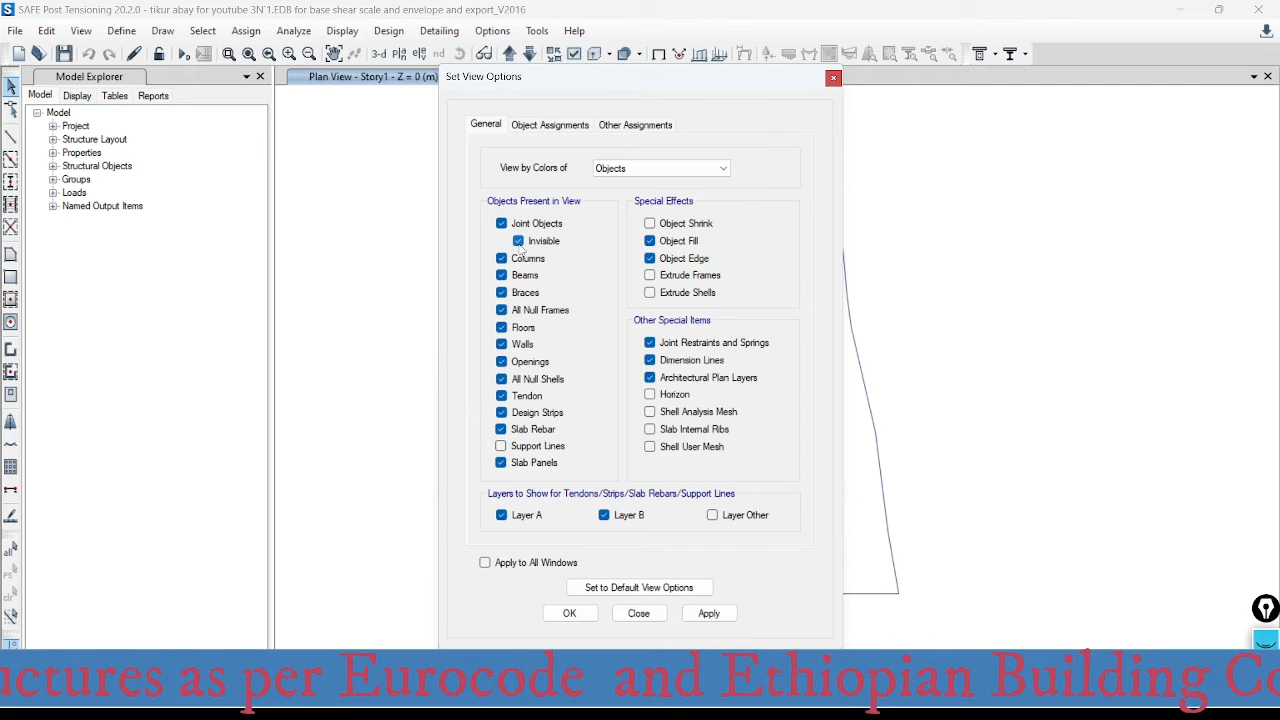 SAFE Post Tensioning 20.2.0 - tikur abay for youtube 3N`1.EDB for base shear scale and envelope and export_V2016
File Edit View Define Draw Select Assign Analyze Display Design Detailing Options Tools Help
3-d pla ele nd
Model Explorer
Plan View - Story1 - Z = 0 (m)
Set View Options
Model Display Tables Reports
Model
Project
Structure Layout
Properties
Structural Objects
Groups
Loads
Named Output Items
all
PS
clr
General Object Assignments Other Assignments
View by Colors of Objects
Objects Present in View
Joint Objects
Invisible
Columns
Beams
Braces
All Null Frames
Floors
Walls
Openings
All Null Shells
Tendon
Design Strips
Slab Rebar
Support Lines
Slab Panels
Special Effects
Object Shrink
Object Fill
Object Edge
Extrude Frames
Extrude Shells
Other Special Items
Joint Restraints and Springs
Dimension Lines
Architectural Plan Layers
Horizon
Shell Analysis Mesh
Slab Internal Ribs
Shell User Mesh
Layers to Show for Tendons/Strips/Slab Rebars/Support Lines
Layer A Layer B Layer Other
Apply to All Windows
Set to Default View Options
OK Close Apply
uctures as per Eurocode and Ethiopian Building Co